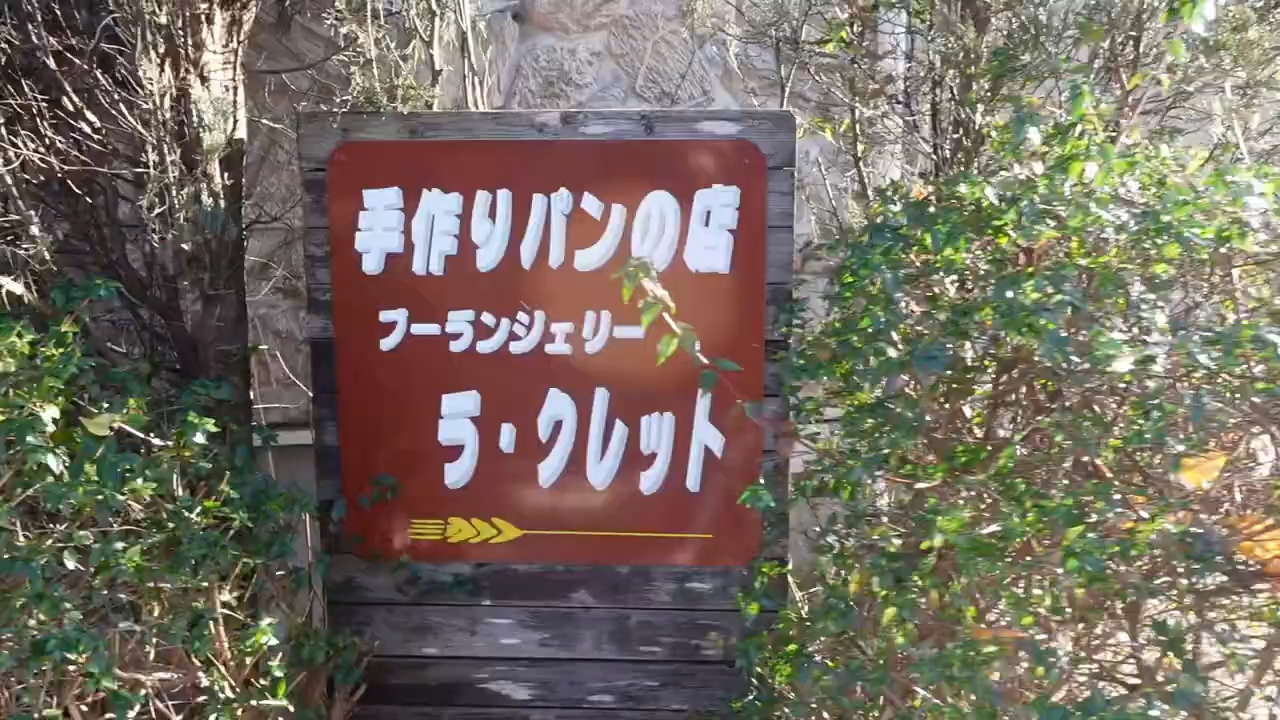 手作りパンの店
フーランジェリー
ラ・クレット